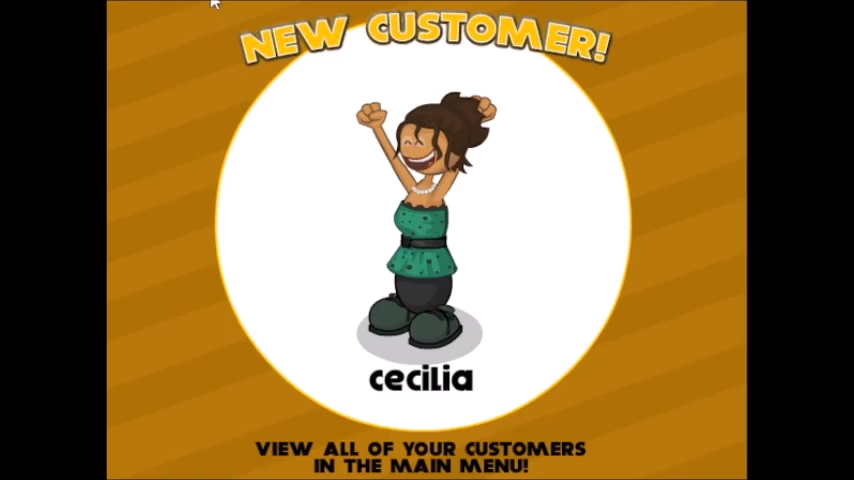 NEW CUSTOMER!
cecilia
VIEW ALL OF YOUR CUSTOMERS
IN THE MAIN MENU!